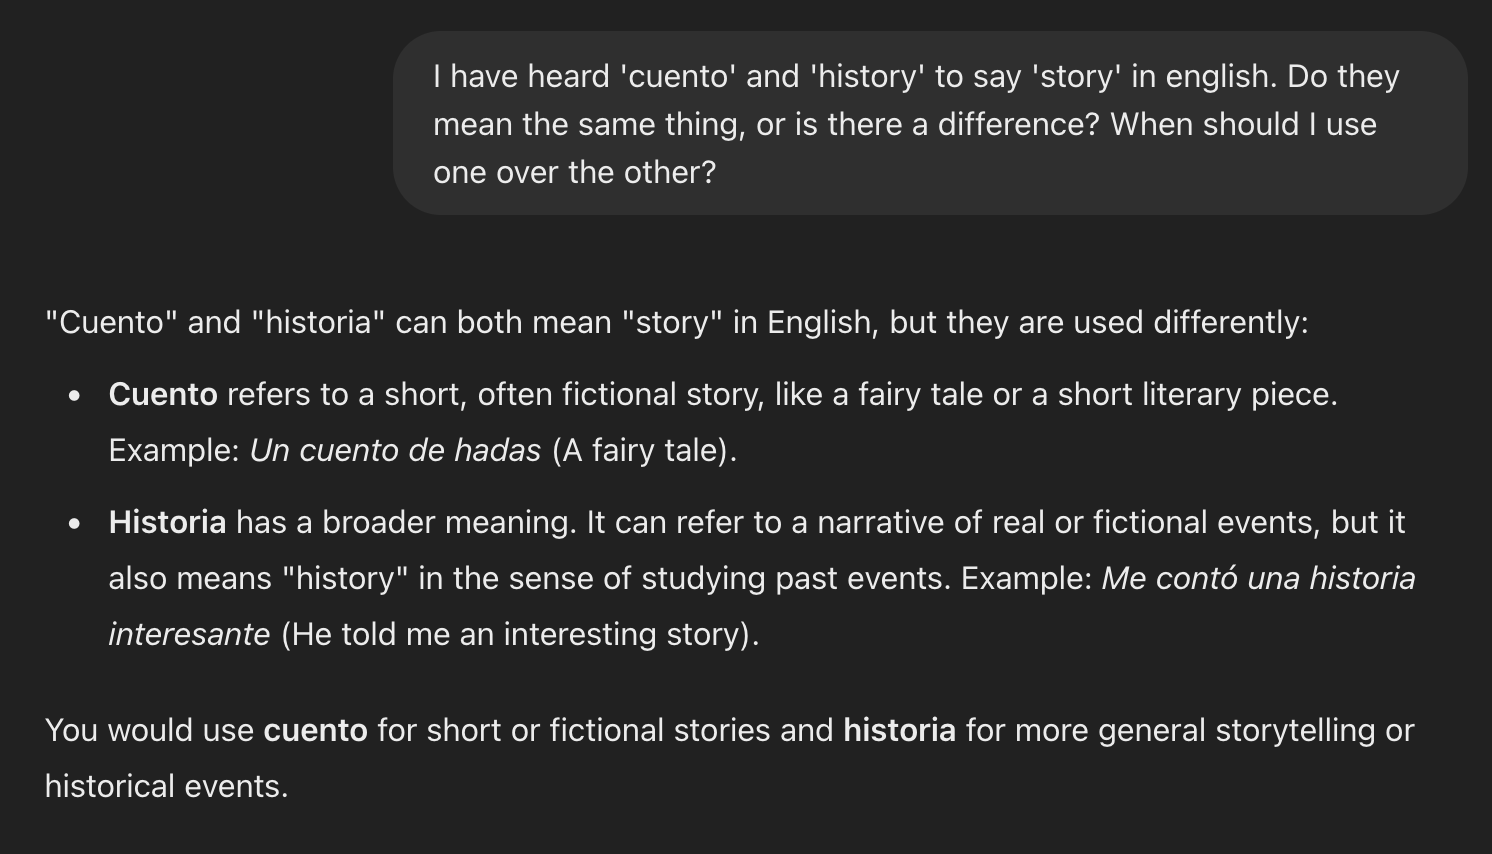 I have heard 'cuento' and 'history' to say 'story' in english. Do they
mean the same thing, or is there a difference? When should I use
one over the other?
"Cuento" and "historia" can both mean "story" in English, but they are used differently:
• Cuento refers to a short, often fictional story, like a fairy tale or a short literary piece.
Example: Un cuento de hadas (A fairy tale).
• Historia has a broader meaning. It can refer to a narrative of real or fictional events, but it
also means "history" in the sense of studying past events. Example: Me contó una historia
interesante (He told me an interesting story).
You would use cuento for short or fictional stories and historia for more general storytelling or
historical events.